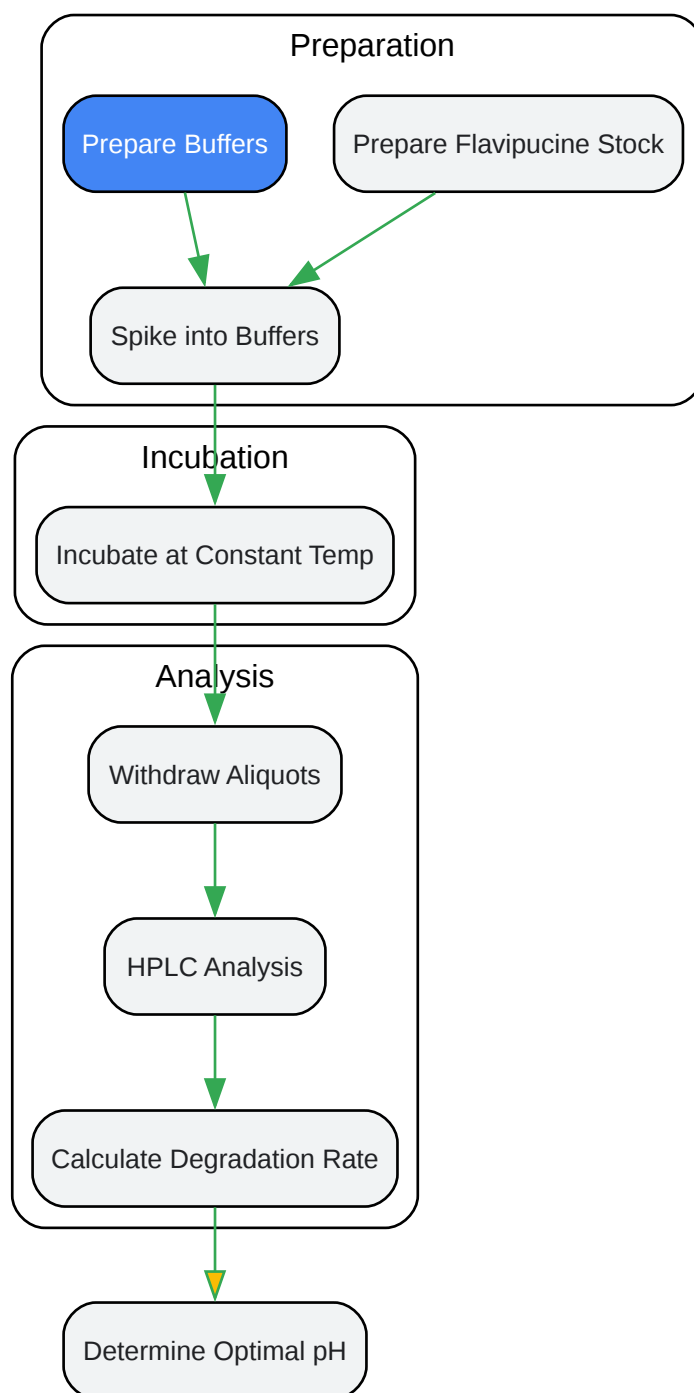 Preparation
Prepare Buffers
Prepare Flavipucine Stock
Spike into Buffers
Incubation
Incubate at Constant Temp
Analysis
Withdraw Aliquots
HPLC Analysis
Calculate Degradation Rate
Determine Optimal pH